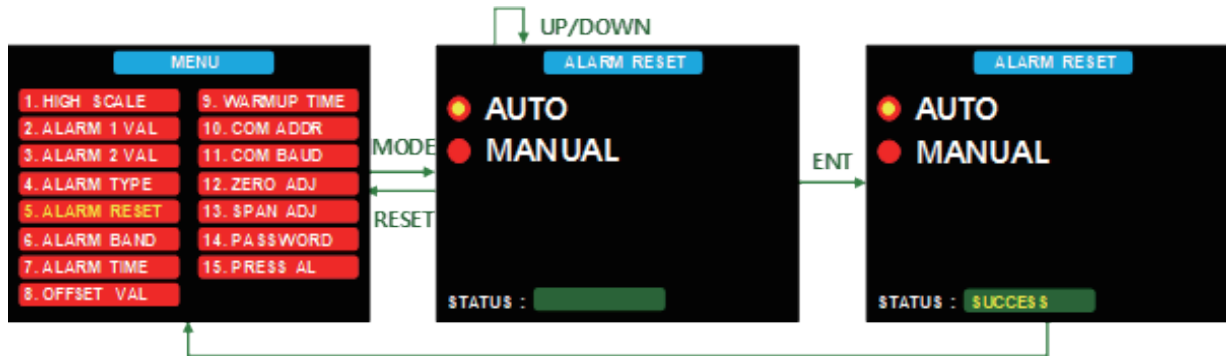 UP/DOWN
MENU
1. HIGH SCALE
2. ALARM 1 VAL
3. ALARM 2 VAL
4. ALARM TYPE
5. ALARM RESET
6. ALARM BAND
7. ALARM TIME
8. OFFSET VAL
9. WARMUP TIME
10. COM ADDR
11. COM BAUD
12. ZERO ADJ
13. SPAN ADJ
14. PASSWORD
15. PRESS AL
MODE
RESET
ALARM RESET
AUTO
MANUAL
STATUS :
ENT
ALARM RESET
AUTO
MANUAL
STATUS : SUCCESS